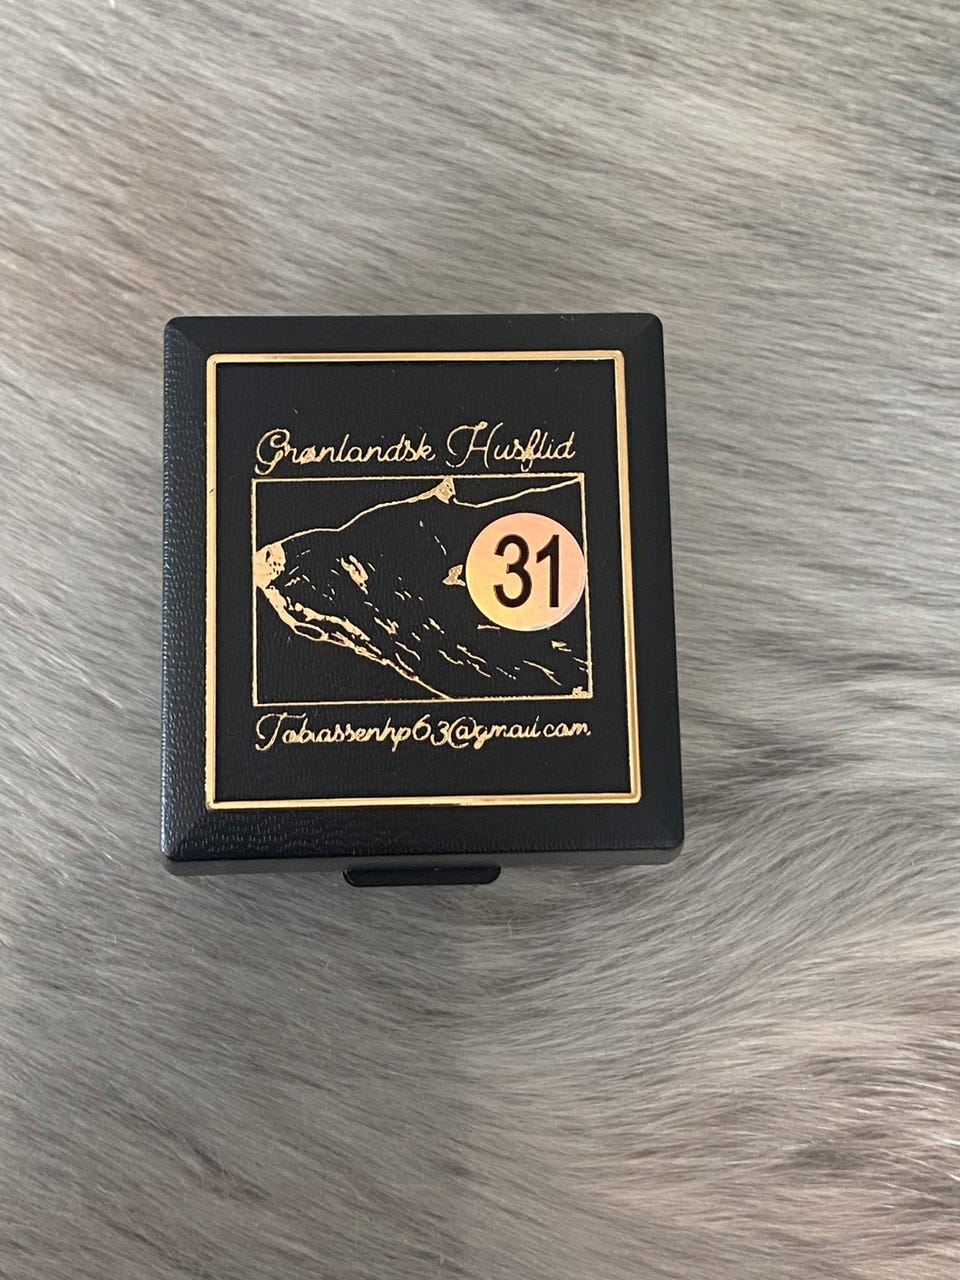 Grønlandsk Husflid
31
Tobiassenhp63@gmail.com